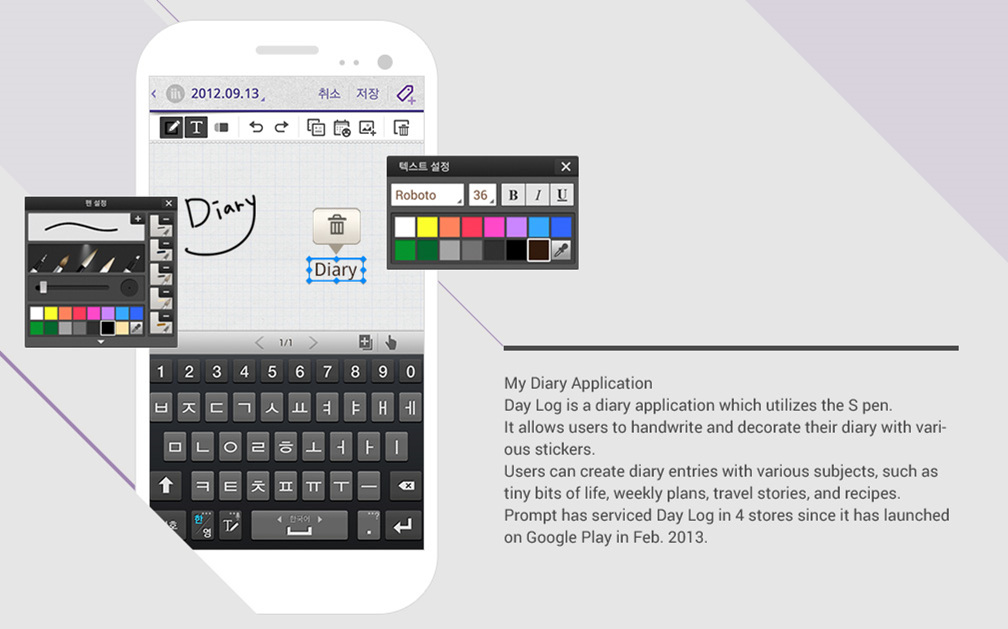 2012.09.13
취소
저장
T
Diary
Diary
펜 설정
텍스트 설정
Roboto
36
B
I
U
1/1
1 2 3 4 5 6 7 8 9 0
ㅂ ㅈ ㄷ ㄱ ㅅ ㅛ ㅕ ㅑ ㅐ ㅔ
ㅁ ㄴ ㅇ ㄹ ㅎ ㅗ ㅓ ㅏ ㅣ
ㅋ ㅌ ㅊ ㅍ ㅠ ㅜ ㅡ
한/영
한국어
My Diary Application
Day Log is a diary application which utilizes the S pen.
It allows users to handwrite and decorate their diary with vari-
ous stickers.
Users can create diary entries with various subjects, such as
tiny bits of life, weekly plans, travel stories, and recipes.
Prompt has serviced Day Log in 4 stores since it has launched
on Google Play in Feb. 2013.